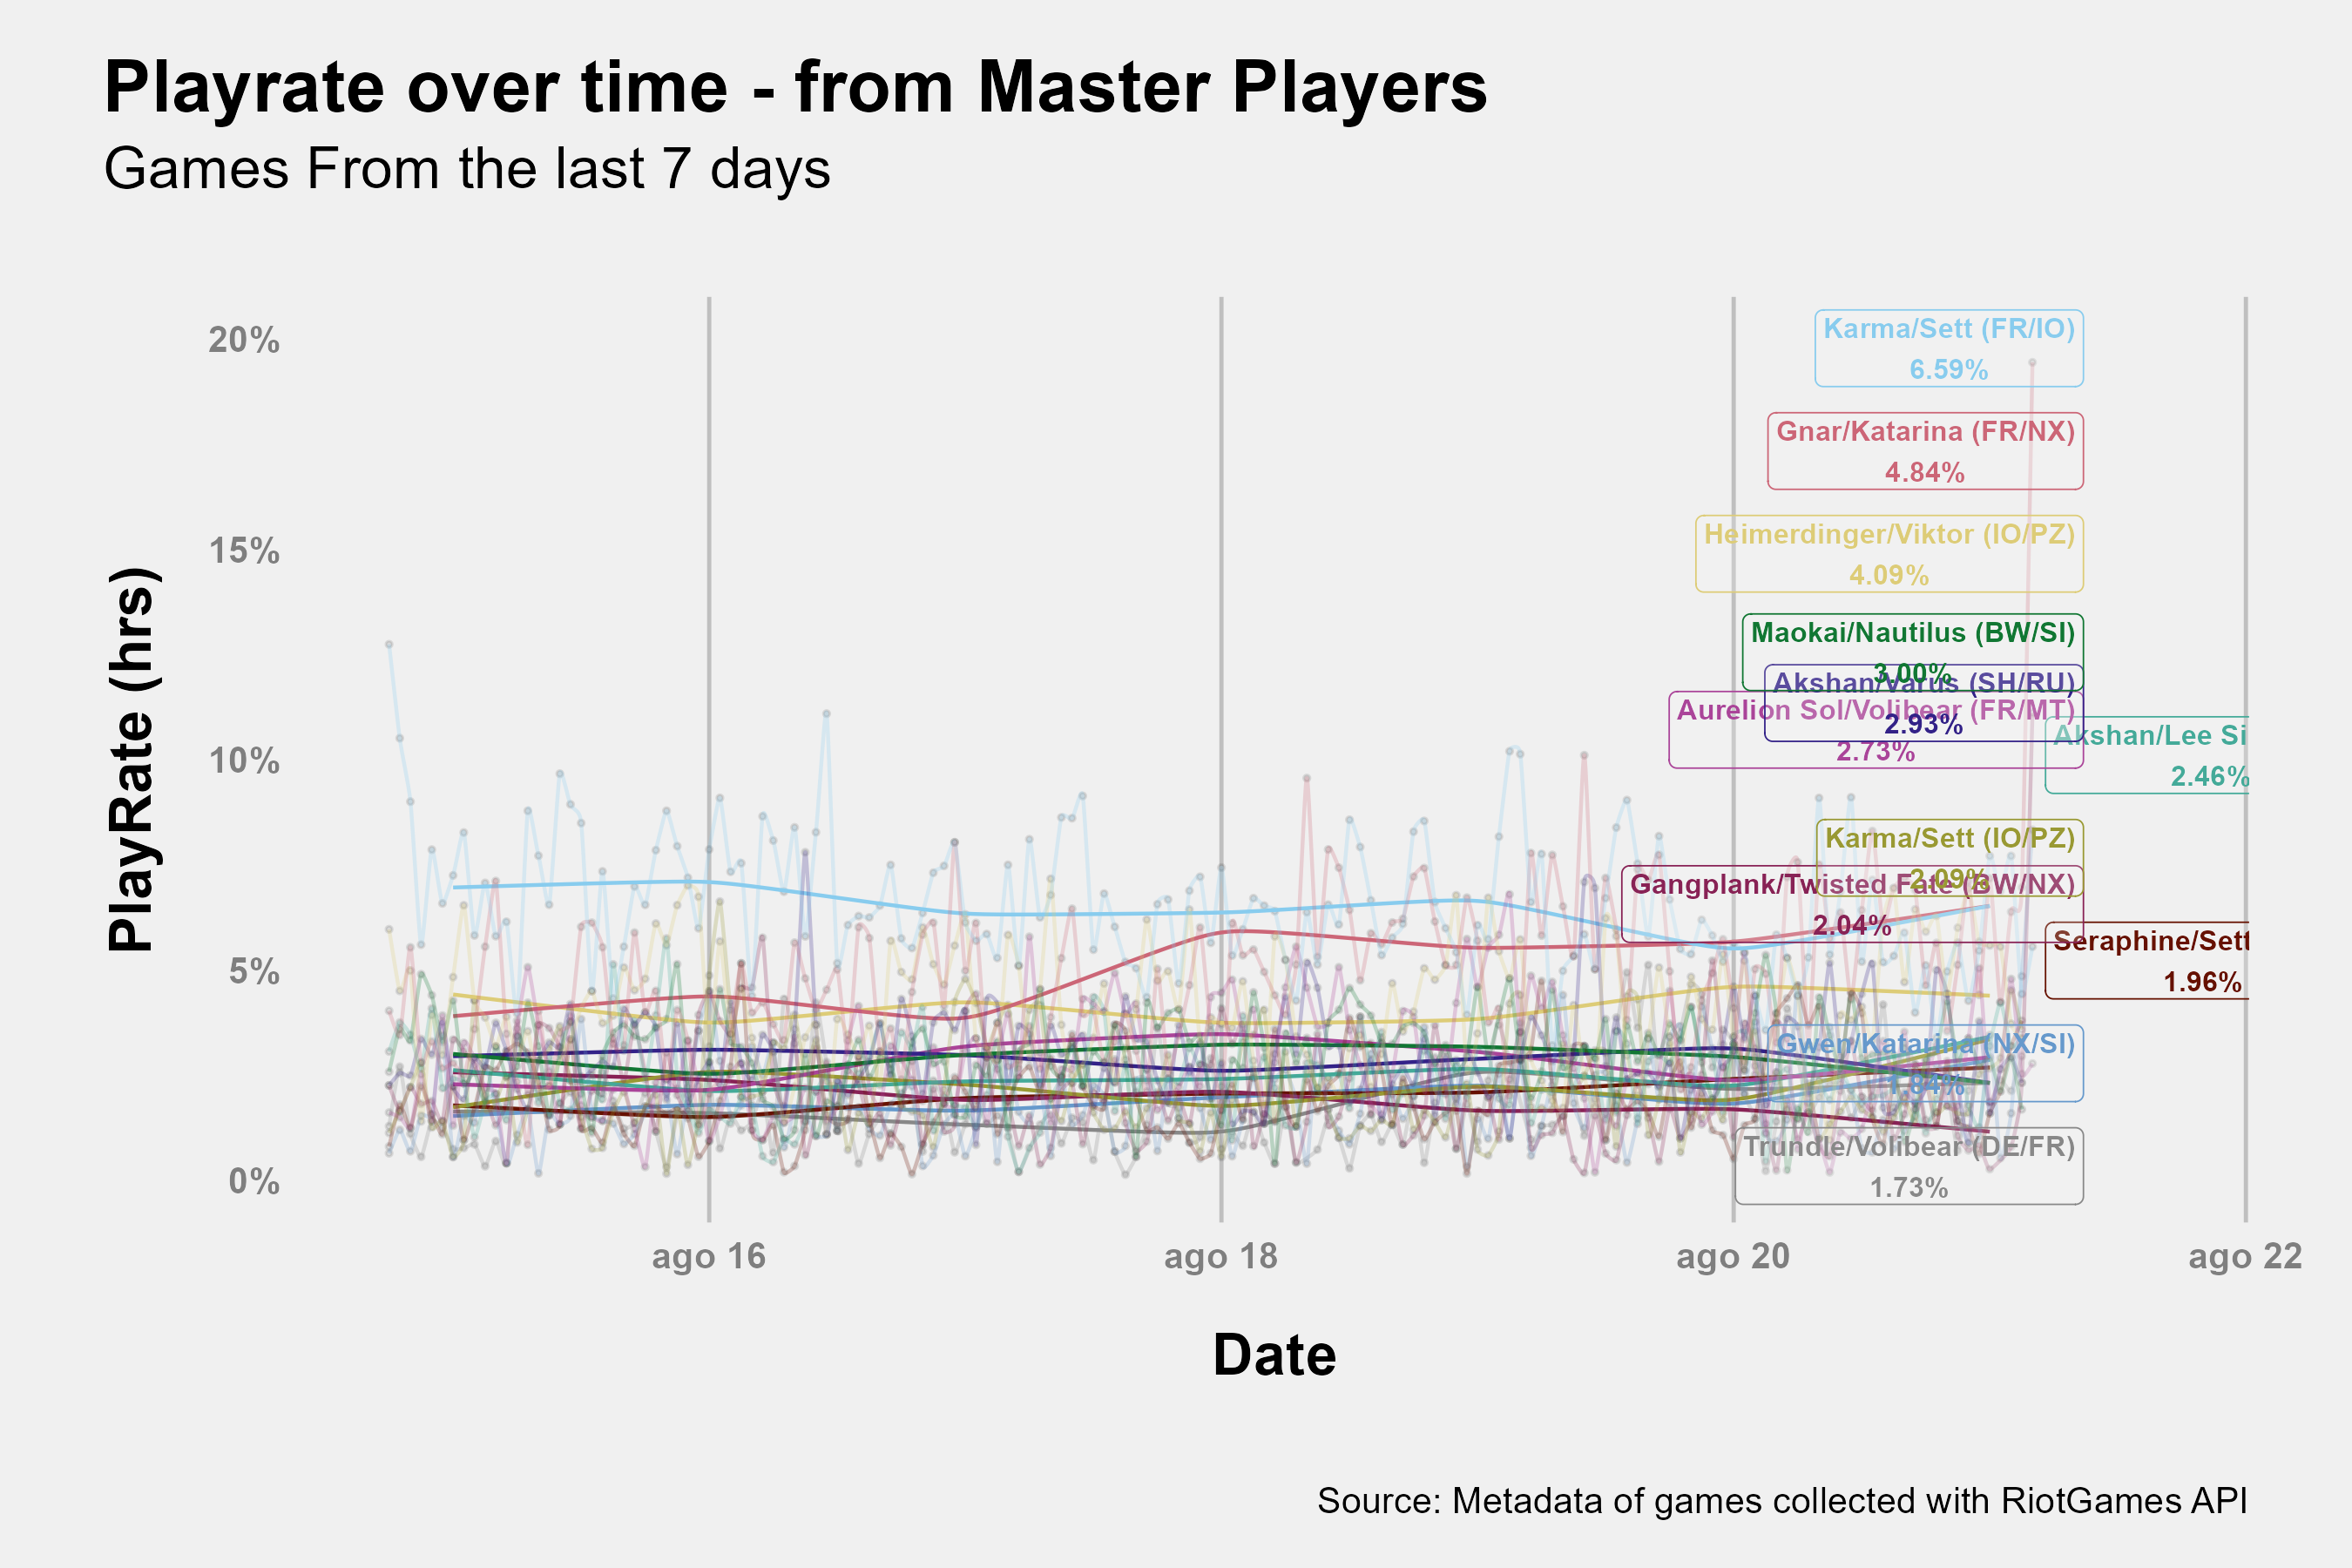 Playrate over time - from Master Players
Games From the last 7 days
PlayRate (hrs)
20%
15%
10%
5%
0%
Karma/Sett (FR/IO)
6.59%
Gnar/Katarina (FR/NX)
4.84%
Heimerdinger/Viktor (IO/PZ)
4.09%
Maokai/Nautilus (BW/SI)
3.00%
Akshan/Varus (SH/RU)
2.93%
Aurelion Sol/Volibear (FR/MT)
2.73%
Akshan/Lee Si
2.46%
Karma/Sett (IO/PZ)
2.09%
Gangplank/Twisted Fate (BW/NX)
2.04%
Seraphine/Sett
1.96%
Gwen/Katarina (NX/SI)
1.84%
Trundle/Volibear (DE/FR)
1.73%
ago 16
ago 18
ago 20
ago 22
Date
Source: Metadata of games collected with RiotGames API